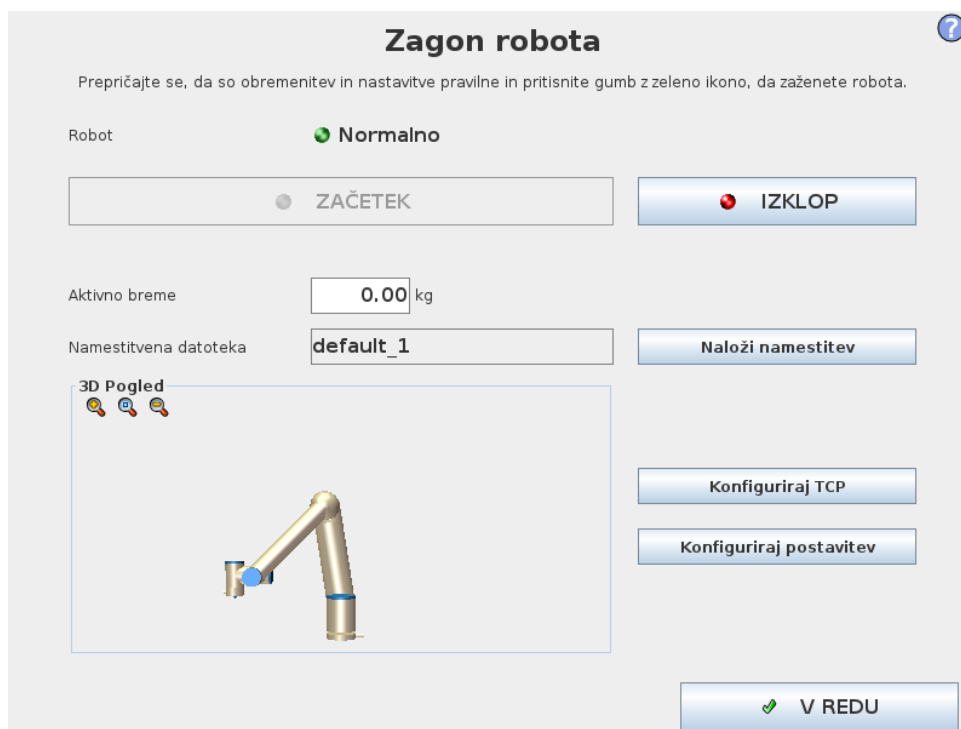 Zagon robota
?
Prepričajte se, da so obremenitev in nastavitve pravilne in pritisnite gumb z zeleno ikono, da zaženete robota.
Robot Normalno
ZAČETEK IZKLOP
Aktivno breme 0.00 kg
Namestitvena datoteka default_1 Naloži namestitev
3D Pogled
Konfiguriraj TCP
Konfiguriraj postavitev
V REDU